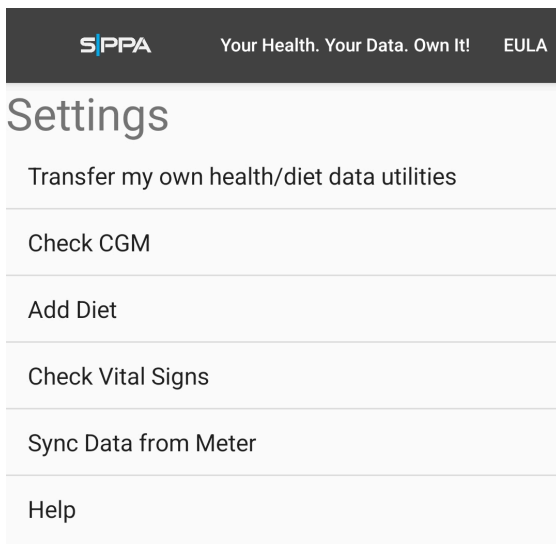 SIPPA Your Health. Your Data. Own It! EULA
Settings
Transfer my own health/diet data utilities
Check CGM
Add Diet
Check Vital Signs
Sync Data from Meter
Help